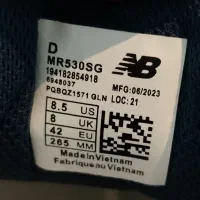 D
MR530SG
194182854918
6948037
MFG:06/2023
PQBQZ1571 GLN LOC: 21
8.5 US
8 UK
42 EU
265 MM
Made in Vietnam
Fabriqué au Vietnam